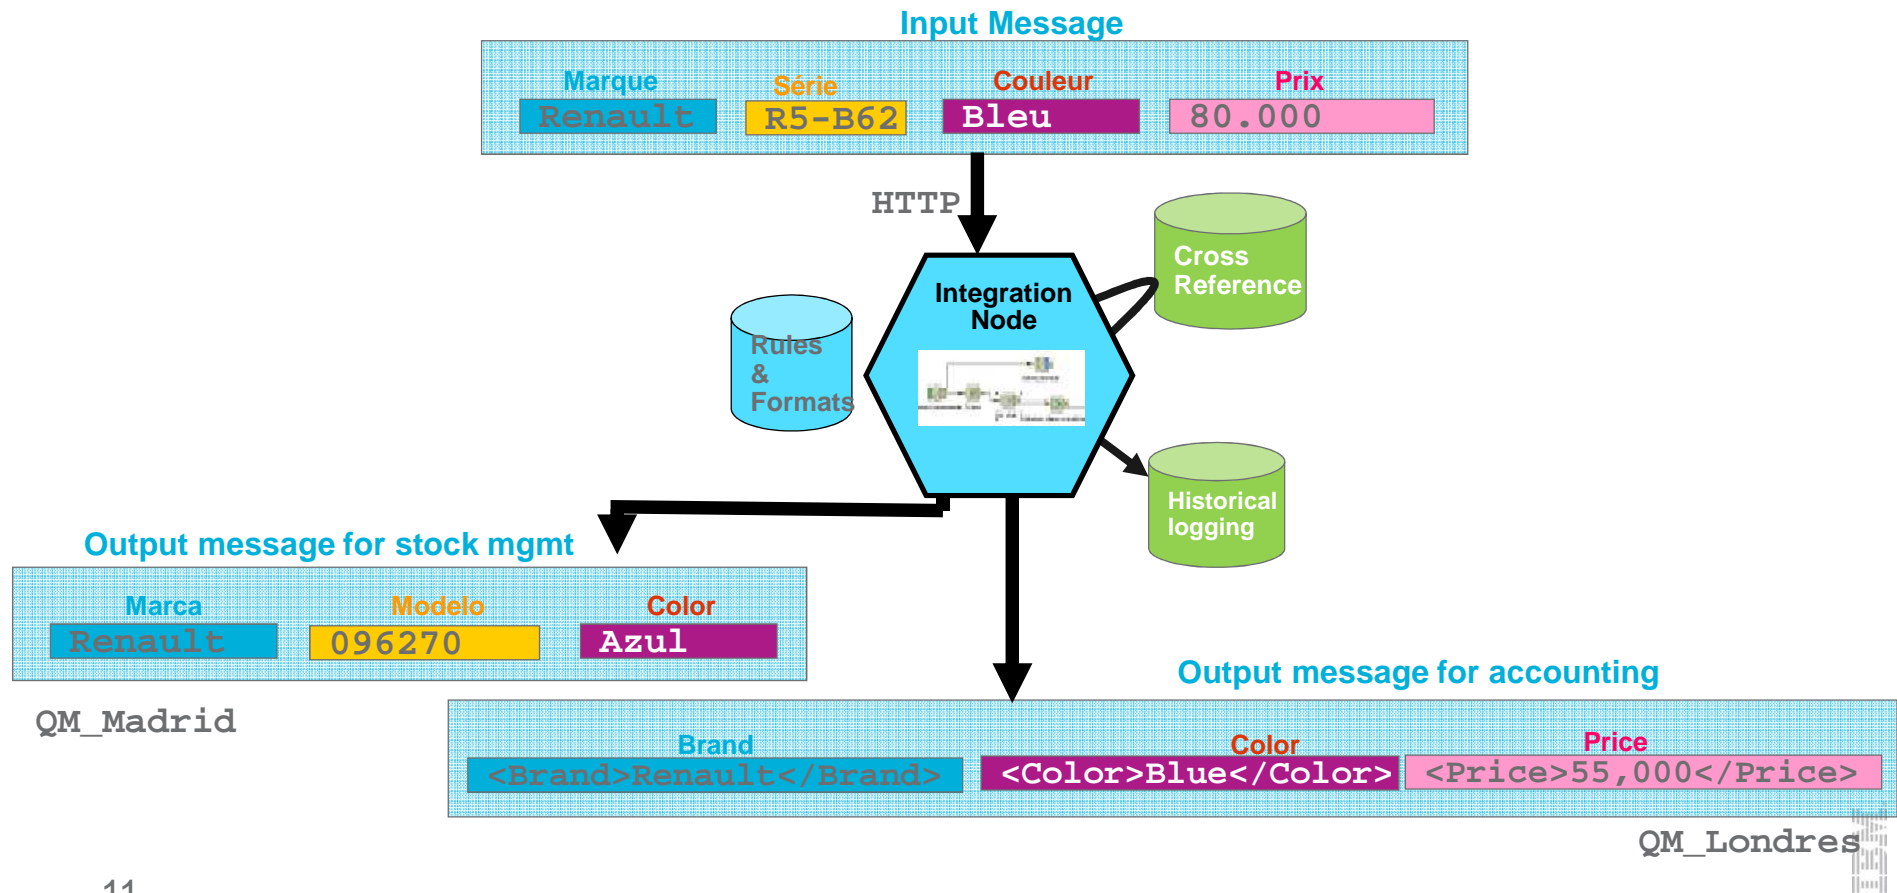 Input Message
Marque Série Couleur Prix
Renault R5-B62 Bleu 80.000
HTTP
Cross
Reference
Integration
Node
Rules
&
Formats
Historical
logging
Output message for stock mgmt
Marca Modelo Color
Renault 096270 Azul
QM_Madrid
Output message for accounting
Brand Color Price
<Brand>Renault</Brand> <Color>Blue</Color> <Price>55,000</Price>
QM_Londres
IBM
11